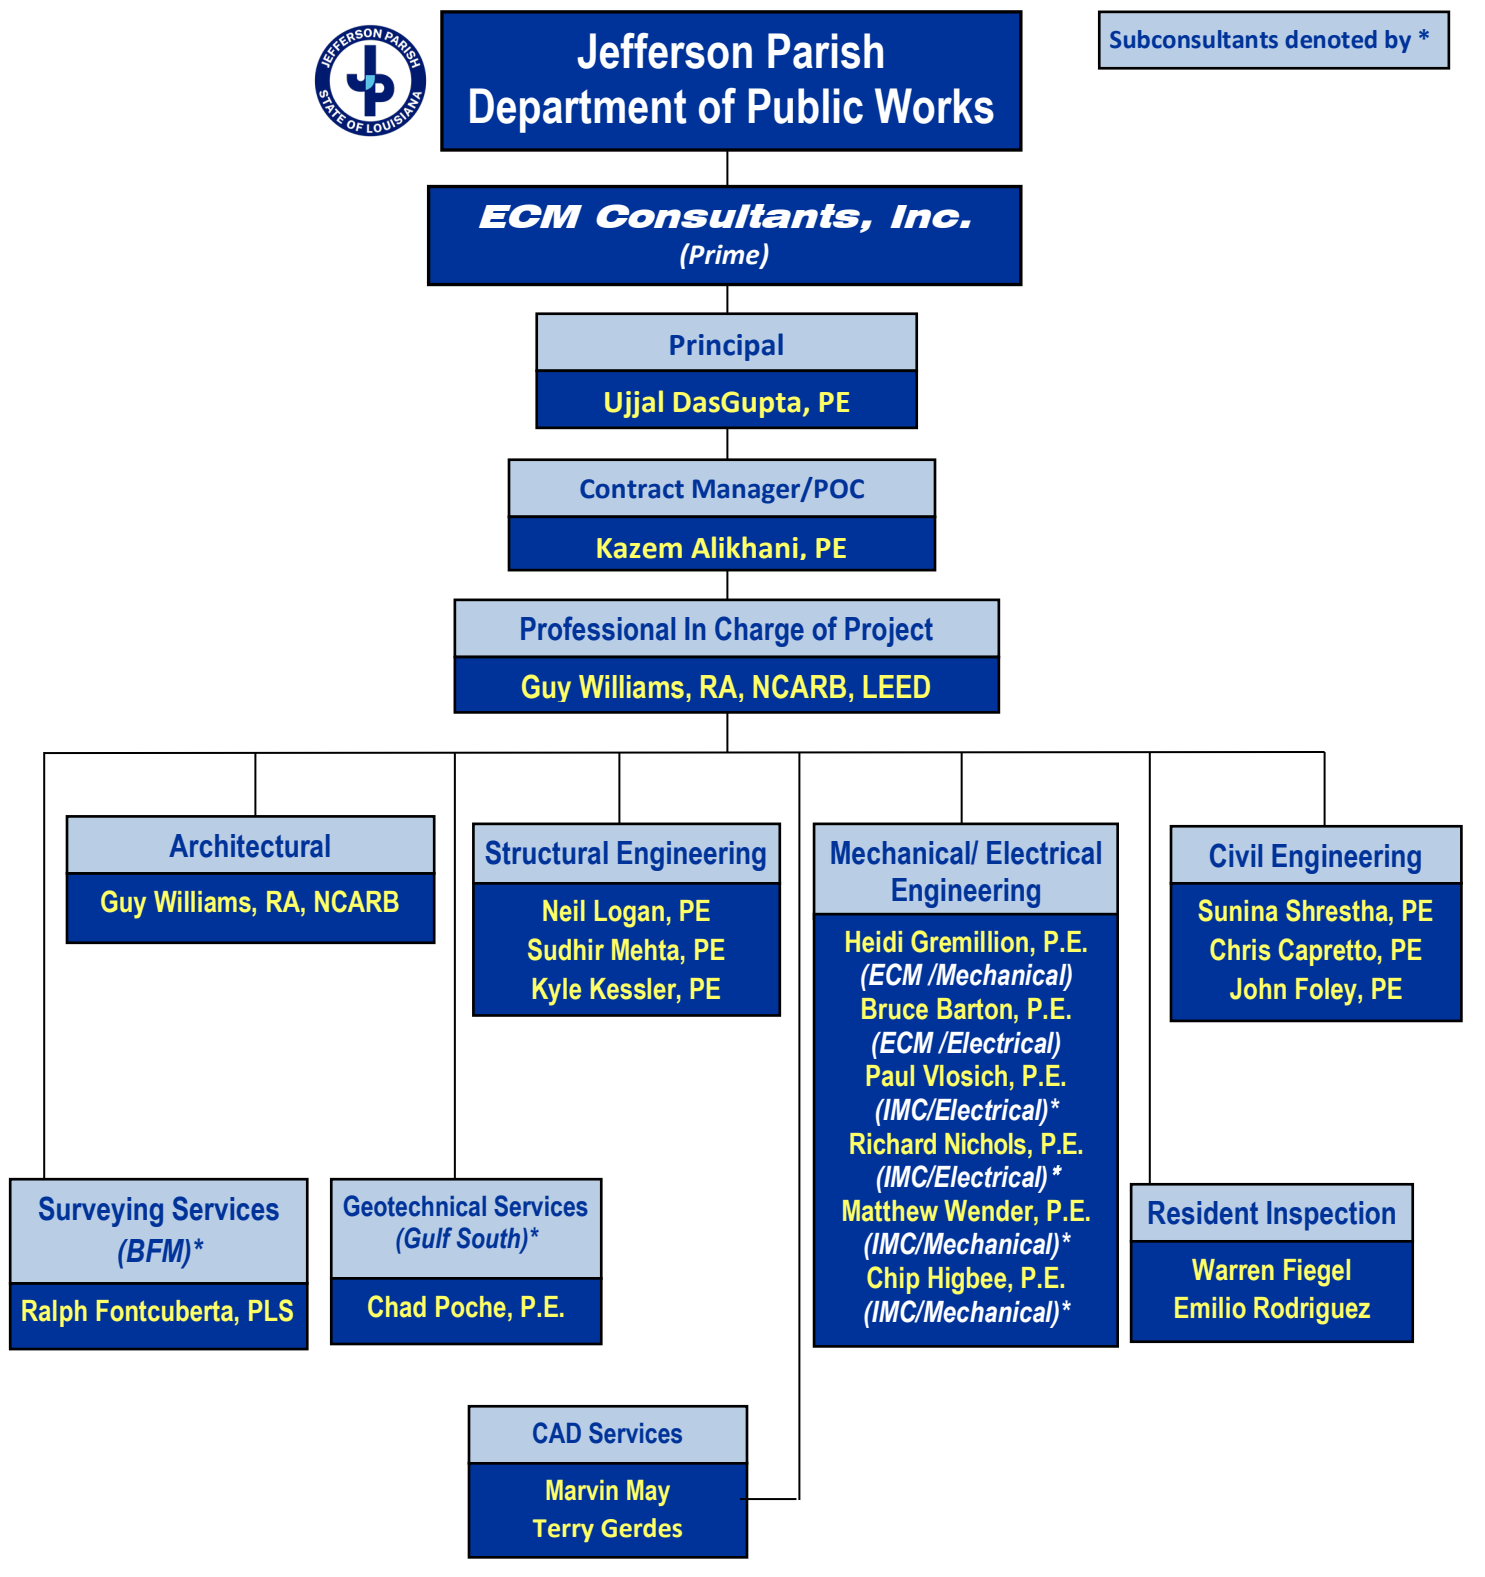 JEFFERSON PARISH
JP
STATE OF LOUISIANA
Jefferson Parish
Department of Public Works
Subconsultants denoted by *
ECM Consultants, Inc.
(Prime)
Principal
Ujjal DasGupta, PE
Contract Manager/POC
Kazem Alikhani, PE
Professional In Charge of Project
Guy Williams, RA, NCARB, LEED
Architectural
Guy Williams, RA, NCARB
Structural Engineering
Neil Logan, PE
Sudhir Mehta, PE
Kyle Kessler, PE
Mechanical/ Electrical
Engineering
Heidi Gremillion, P.E.
(ECM /Mechanical)
Bruce Barton, P.E.
(ECM /Electrical)
Paul Vlosich, P.E.
(IMC/Electrical)*
Richard Nichols, P.E.
(IMC/Electrical)*
Matthew Wender, P.E.
(IMC/Mechanical)*
Chip Higbee, P.E.
(IMC/Mechanical)*
Civil Engineering
Sunina Shrestha, PE
Chris Capretto, PE
John Foley, PE
Surveying Services
(BFM)*
Ralph Fontcuberta, PLS
Geotechnical Services
(Gulf South)*
Chad Poche, P.E.
Resident Inspection
Warren Fiegel
Emilio Rodriguez
CAD Services
Marvin May
Terry Gerdes